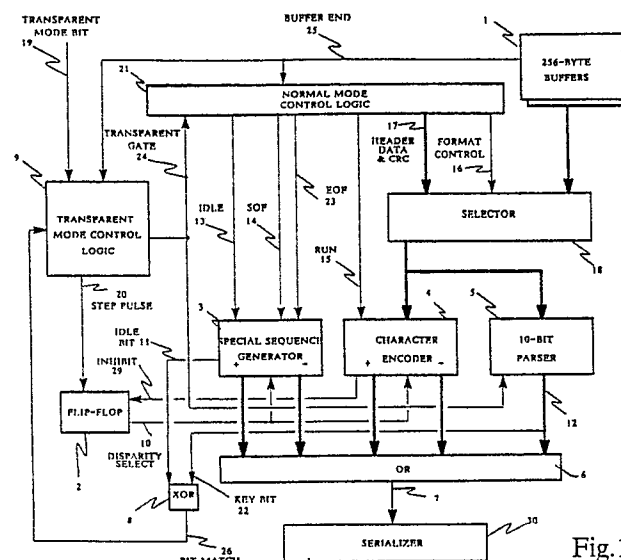 TRANSPARENT
MODE BIT
19
BUFFER END
25
1
256-BYTE
BUFFERS
21
NORMAL MODE
CONTROL LOGIC
TRANSPARENT
GATE
24
17
HEADER
DATA
& CRC
FORMAT
CONTROL
16
9
TRANSPARENT
MODE CONTROL
LOGIC
IDLE
13
SOF
14
EOF
23
RUN
15
SELECTOR
18
20
STEP PULSE
IDLE
BIT 11
3
SPECIAL SEQUENCE
GENERATOR
+ -
4
CHARACTER
ENCODER
+ -
5
10-BIT
PARSER
INHIBIT
29
FLIP-FLOP
2
10
DISPARITY
SELECT
12
OR
6
8
XOR
KEY BIT
22
7
26
BIT MATCH
SERIALIZER
30
Fig.1